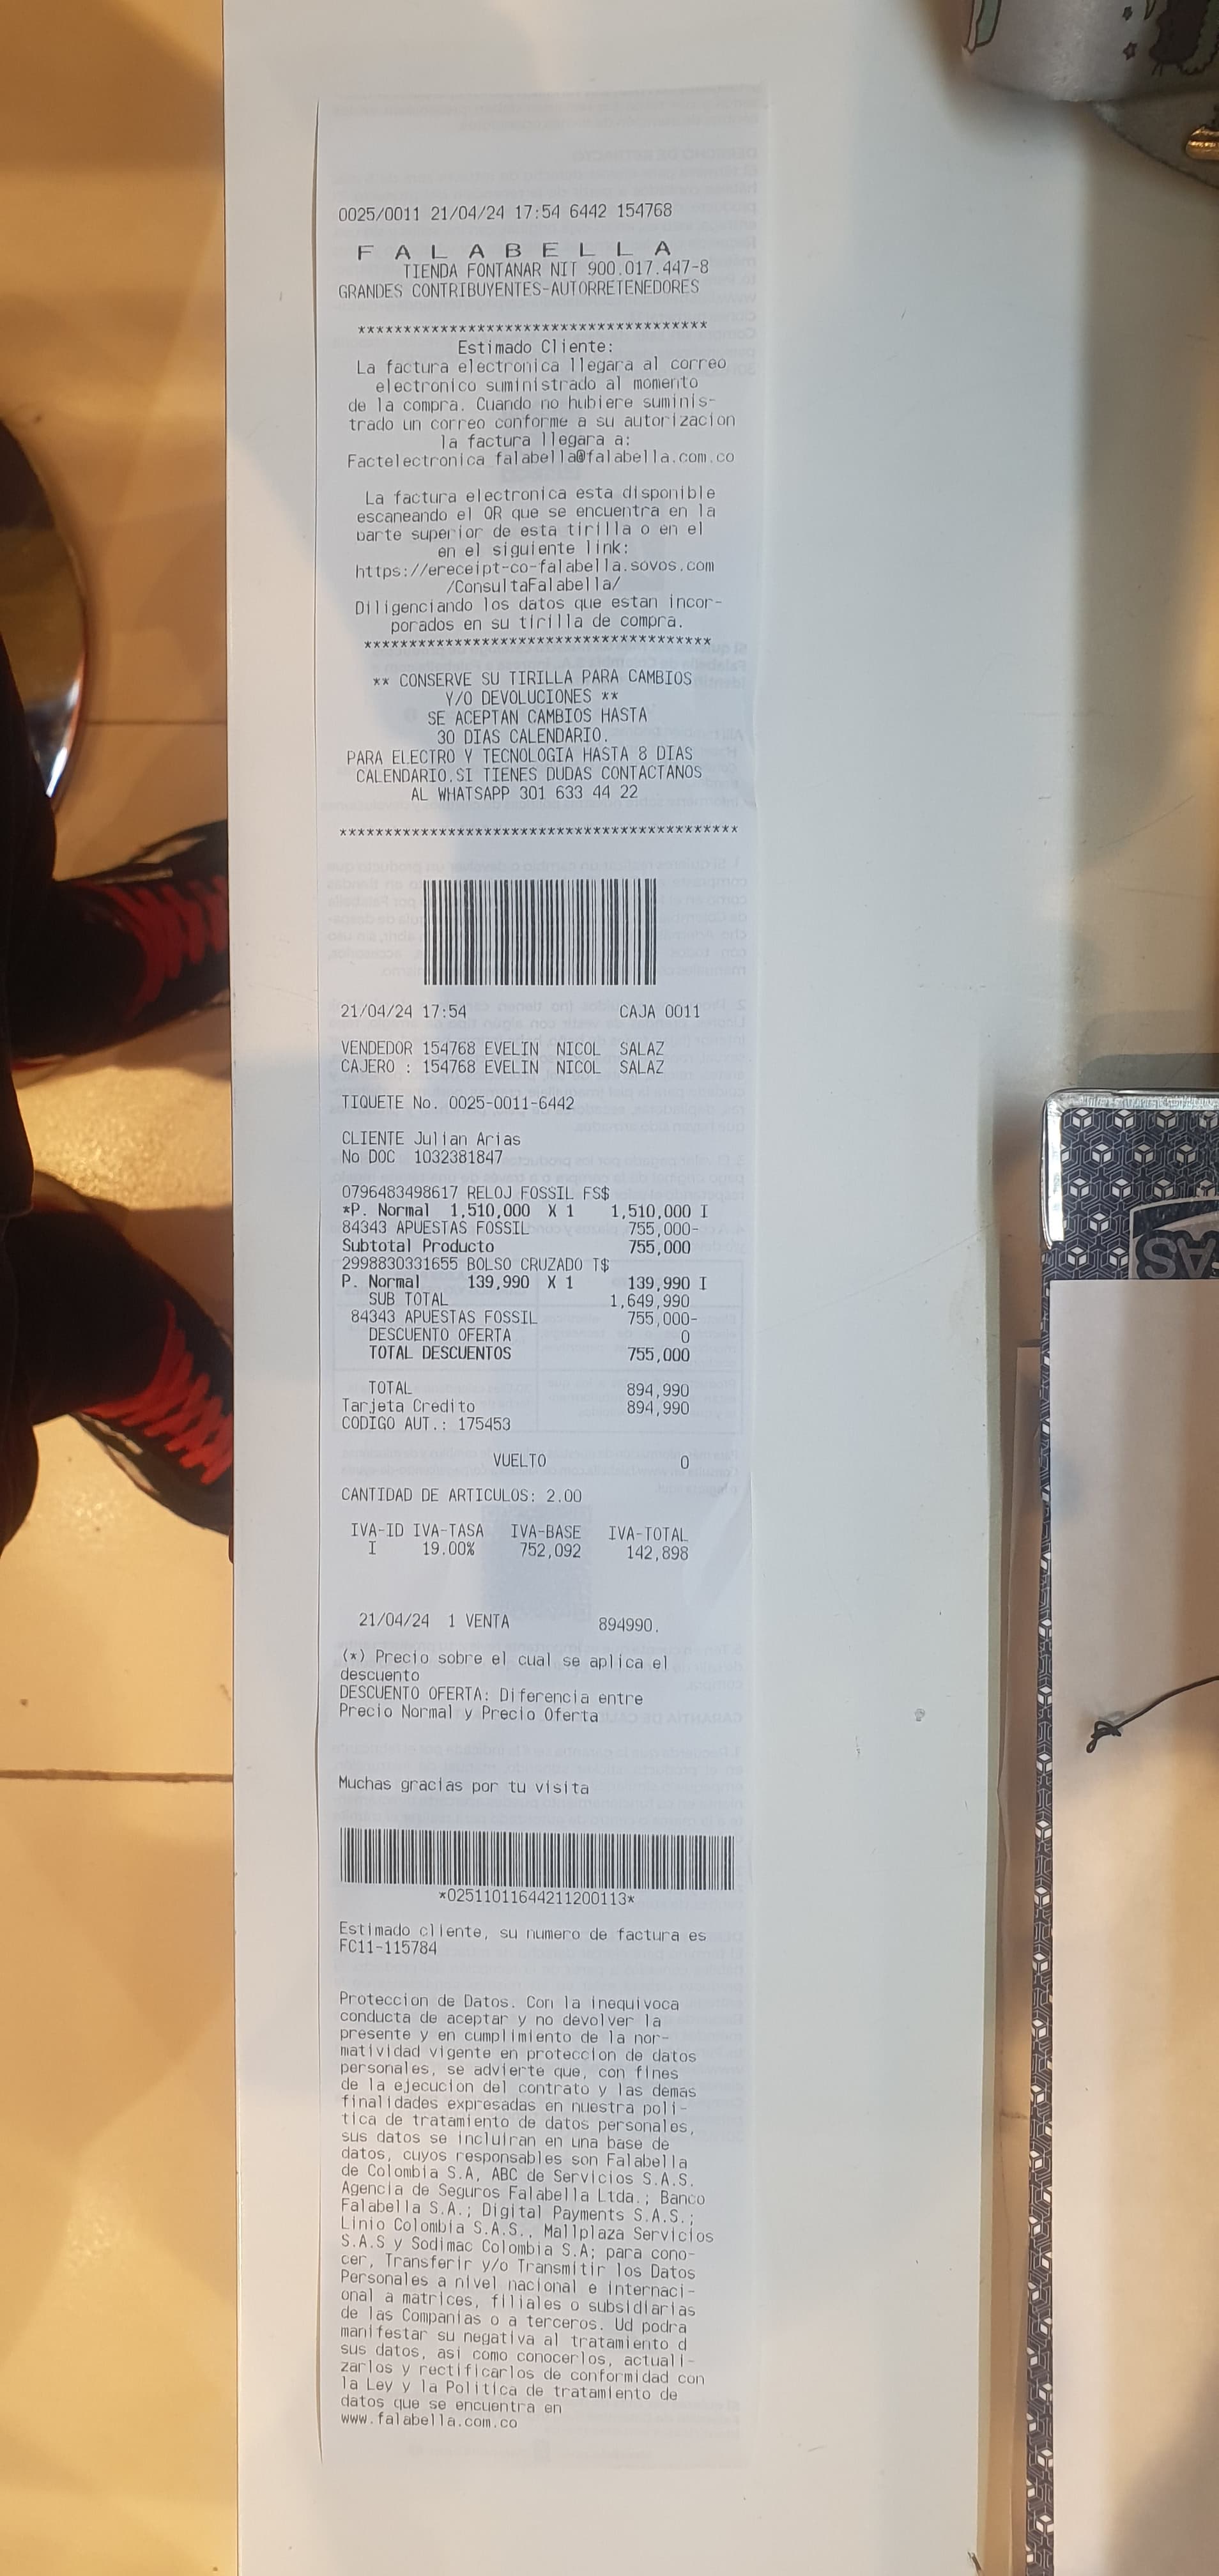 0025/0011 21/04/24 17:54 6442 154768
F A L A B E L L A
TIENDA FONTANAR NIT 900.017.447-8
GRANDES CONTRIBUYENTES-AUTORRETENEDORES
***************************************
Estimado Cliente:
La factura electronica llegara al correo
electronico suministrado al momento
de la compra. Cuando no hubiere suminis-
trado un correo conforme a su autorizacion
la factura llegara a:
Factelectronica_falabella@falabella.com.co
La factura electronica esta disponible
escaneando el QR que se encuentra en la
parte superior de esta tirilla o en el
en el siguiente link:
https://ereceipt-co-falabella.sovos.com
/ConsultaFalabella/
Diligenciando los datos que estan incor-
porados en su tirilla de compra.
***************************************
** CONSERVE SU TIRILLA PARA CAMBIOS
Y/O DEVOLUCIONES **
SE ACEPTAN CAMBIOS HASTA
30 DIAS CALENDARIO.
PARA ELECTRO Y TECNOLOGIA HASTA 8 DIAS
CALENDARIO.SI TIENES DUDAS CONTACTANOS
AL WHATSAPP 301 633 44 22
********************************************
21/04/24 17:54 CAJA 0011
VENDEDOR 154768 EVELIN NICOL SALAZ
CAJERO : 154768 EVELIN NICOL SALAZ
TIQUETE No. 0025-0011-6442
CLIENTE Julian Arias
No DOC 1032381847
0796483498617 RELOJ FOSSIL FS$
*P. Normal 1,510,000 X 1 1,510,000 I
84343 APUESTAS FOSSIL 755,000-
Subtotal Producto 755,000
2998830331655 BOLSO CRUZADO T$
P. Normal 139,990 X 1 139,990 I
SUB TOTAL 1,649,990
84343 APUESTAS FOSSIL 755,000-
DESCUENTO OFERTA 0
TOTAL DESCUENTOS 755,000
TOTAL 894,990
Tarjeta Credito 894,990
CODIGO AUT.: 175453
VUELTO 0
CANTIDAD DE ARTICULOS: 2.00
IVA-ID IVA-TASA IVA-BASE IVA-TOTAL
I 19.00% 752,092 142,898
21/04/24 1 VENTA 894990.
(*) Precio sobre el cual se aplica el
descuento
DESCUENTO OFERTA: Diferencia entre
Precio Normal y Precio Oferta
Muchas gracias por tu visita
*02511011644211200113*
Estimado cliente, su numero de factura es
FC11-115784
Proteccion de Datos. Con la inequivoca
conducta de aceptar y no devolver la
presente y en cumplimiento de la nor-
matividad vigente en proteccion de datos
personales, se advierte que, con fines
de la ejecucion del contrato y las demas
finalidades expresadas en nuestra poli-
tica de tratamiento de datos personales,
sus datos se incluiran en una base de
datos, cuyos responsables son Falabella
de Colombia S.A, ABC de Servicios S.A.S.
Agencia de Seguros Falabella Ltda.; Banco
Falabella S.A.; Digital Payments S.A.S.;
Linio Colombia S.A.S., Mallplaza Servicios
S.A.S y Sodimac Colombia S.A; para cono-
cer, Transferir y/o Transmitir los Datos
Personales a nivel nacional e internaci-
onal a matrices, filiales o subsidiarias
de las Companias o a terceros. Ud podra
manifestar su negativa al tratamiento d
sus datos, asi como conocerlos, actuali-
zarlos y rectificarlos de conformidad con
la Ley y la Politica de tratamiento de
datos que se encuentra en
www.falabella.com.co